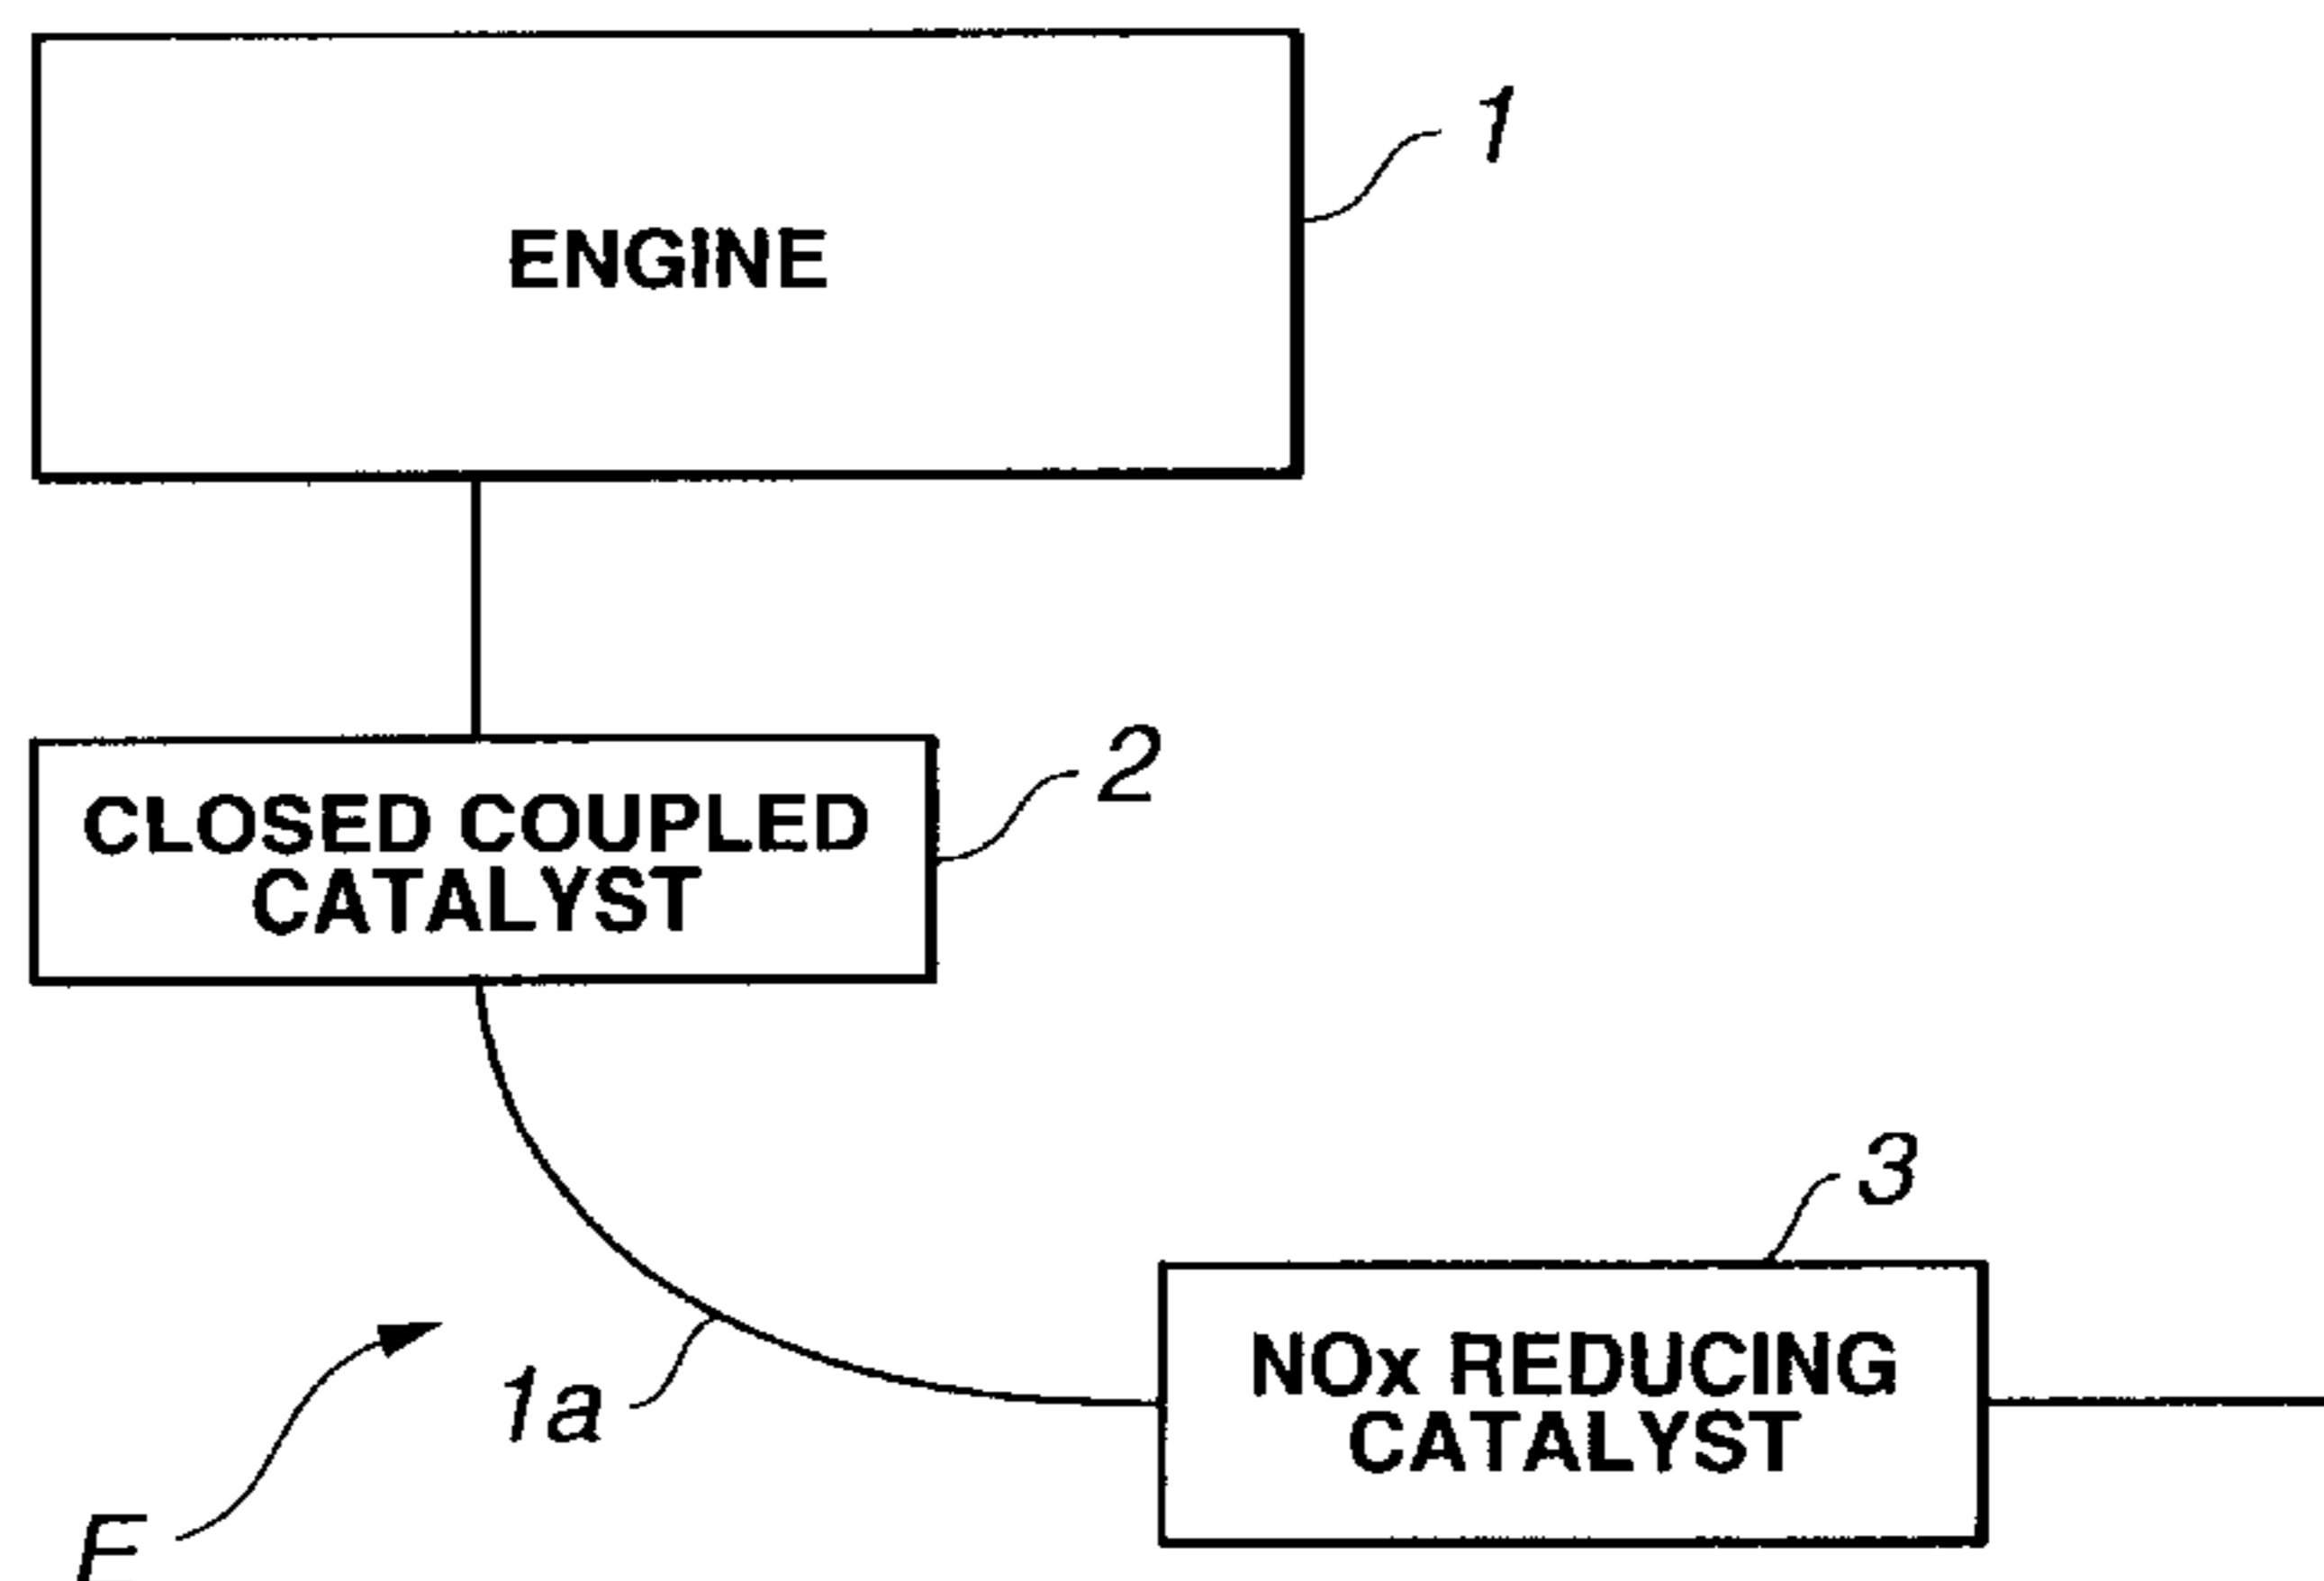 ENGINE
1
CLOSED COUPLED
CATALYST
2
3
NOx REDUCING
CATALYST
1a